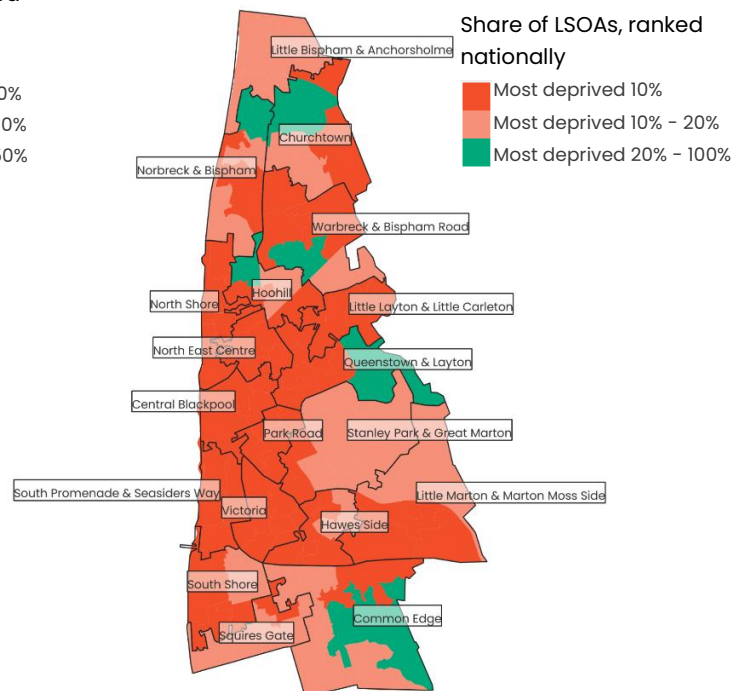 Share of LSOAs, ranked
nationally
Most deprived 10%
Most deprived 10% - 20%
Most deprived 20% - 100%
0%
0%
50%
Little Bispham & Anchorsholme
Churchtown
Norbreck & Bispham
Warbreck & Bispham Road
Hoohill
North Shore
Little Layton & Little Carleton
North East Centre
Queenstown & Layton
Central Blackpool
Park Road
Stanley Park & Great Marton
South Promenade & Seasiders Way
Little Marton & Marton Moss Side
Victoria
Hawes Side
South Shore
Common Edge
Squires Gate